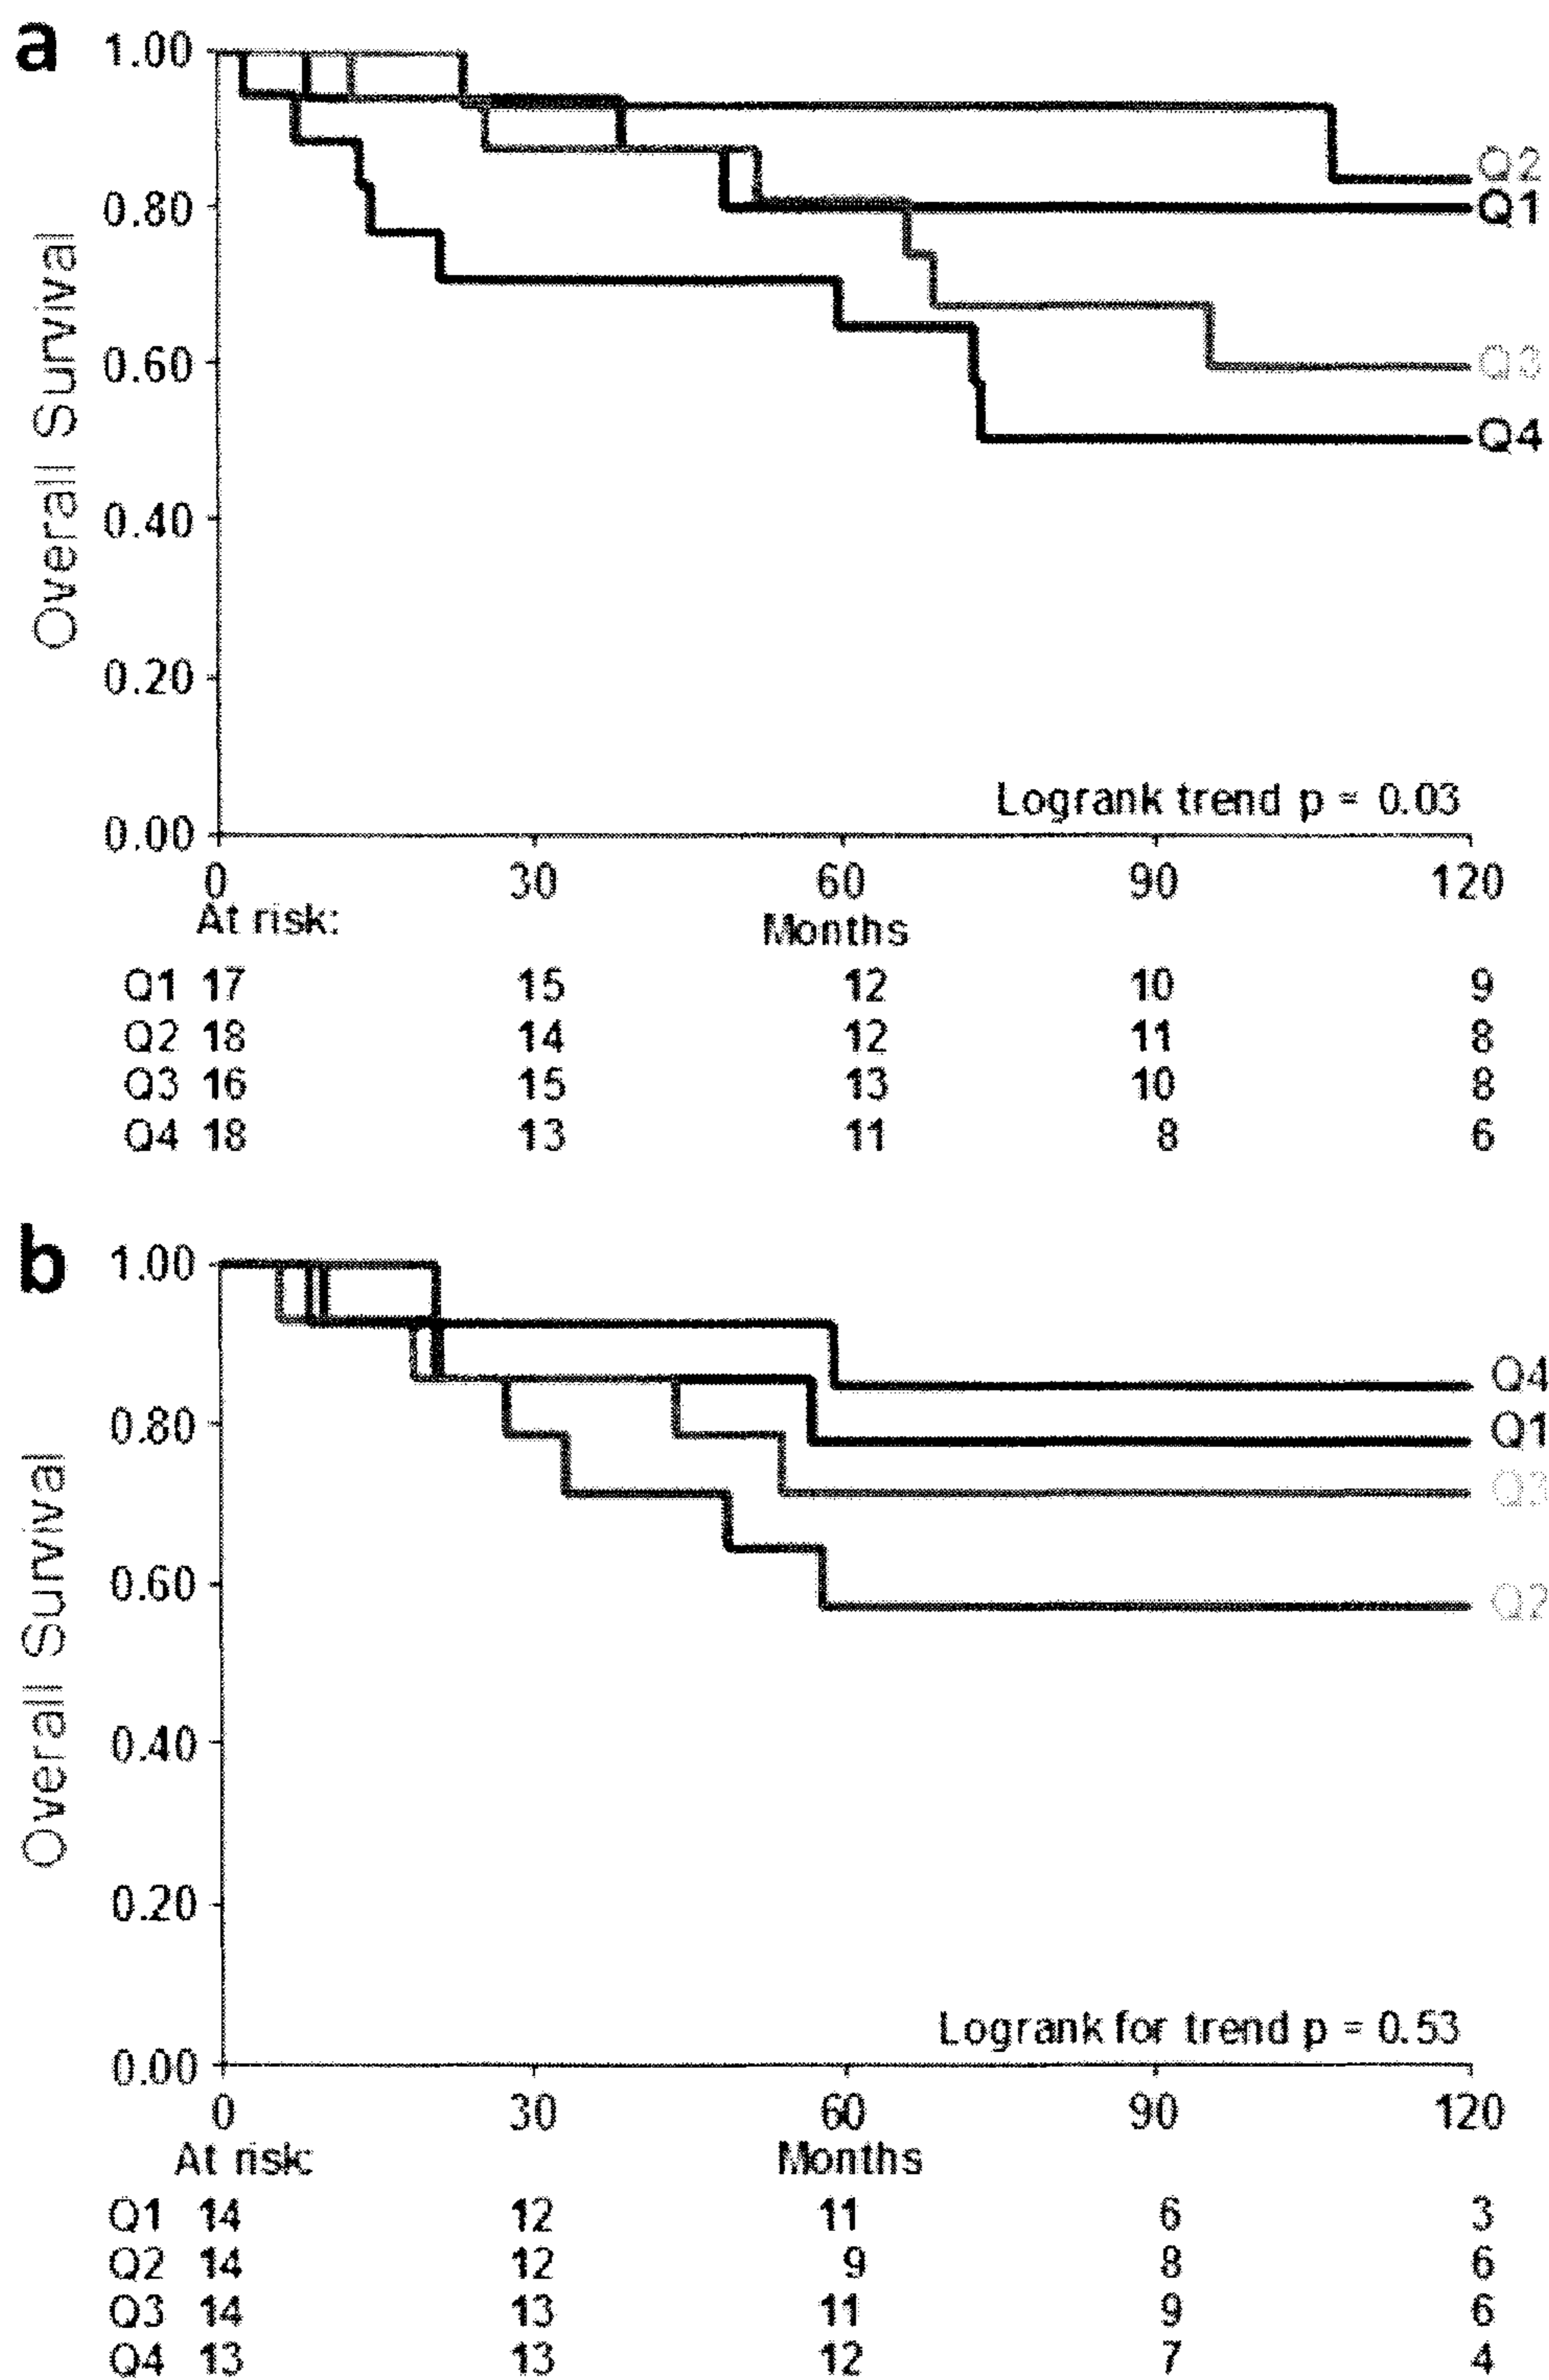 a
1.00
0.80
0.60
0.40
0.20
0.00
Overall Survival
Q2
Q1
Q3
Q4
Logrank trend p = 0.03
0 30 60 90 120
At risk: Months
Q1 17 15 12 10 9
Q2 18 14 12 11 8
Q3 16 15 13 10 8
Q4 18 13 11 8 6
b
1.00
0.80
0.60
0.40
0.20
0.00
Overall Survival
Q4
Q1
Q3
Q2
Logrank for trend p = 0.53
0 30 60 90 120
At risk: Months
Q1 14 12 11 6 3
Q2 14 12 9 8 6
Q3 14 13 11 9 6
Q4 13 13 12 7 4